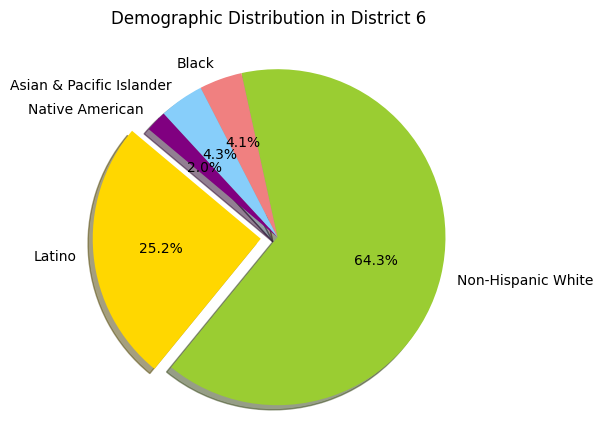 Demographic Distribution in District 6
Black
Asian & Pacific Islander
Native American
4.1%
4.3%
2.0%
25.2%
Latino
64.3%
Non-Hispanic White